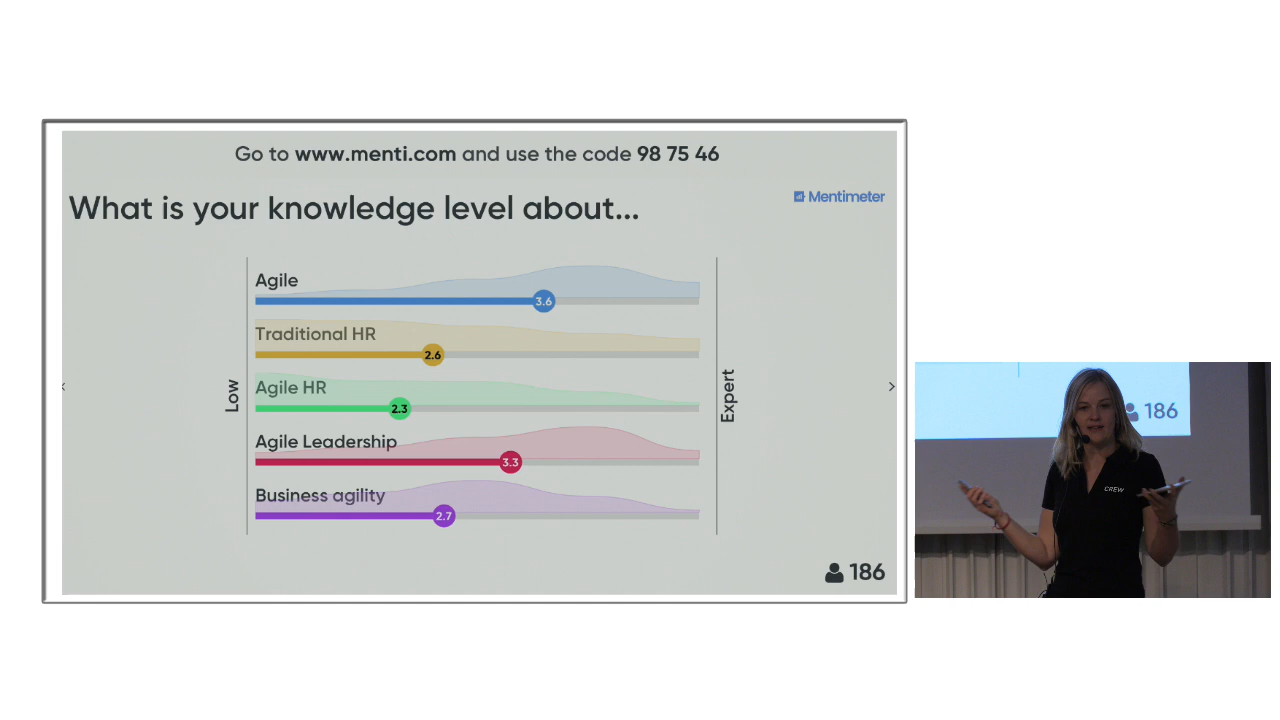 Go to www.menti.com and use the code 98 75 46
Mentimeter
What is your knowledge level about...
Agile
3.6
Traditional HR
2.6
Agile HR
2.3
Agile Leadership
3.3
Business agility
2.7
Low
Expert
186
186
CREW